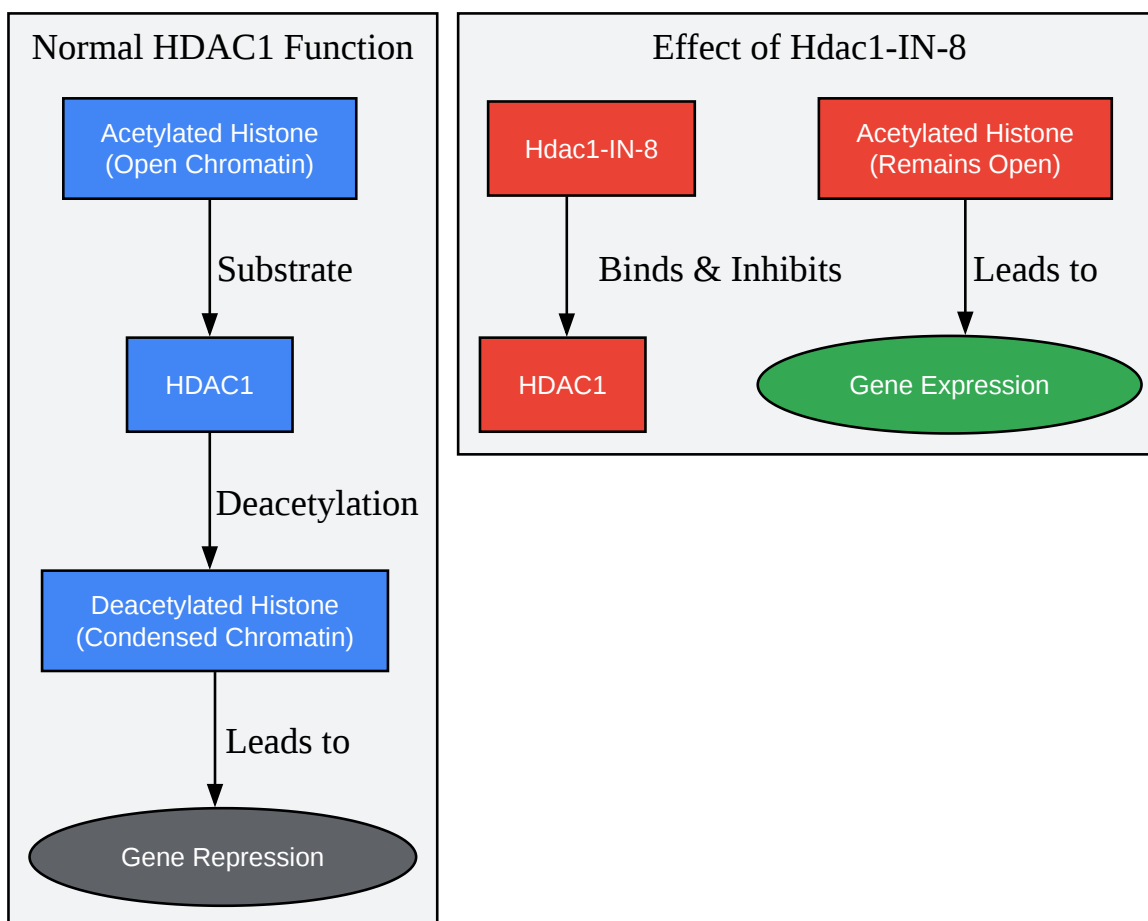 Normal HDAC1 Function
Acetylated Histone
(Open Chromatin)
Substrate
HDAC1
Deacetylation
Deacetylated Histone
(Condensed Chromatin)
Leads to
Gene Repression
Effect of Hdac1-IN-8
Hdac1-IN-8
Binds & Inhibits
HDAC1
Acetylated Histone
(Remains Open)
Leads to
Gene Expression